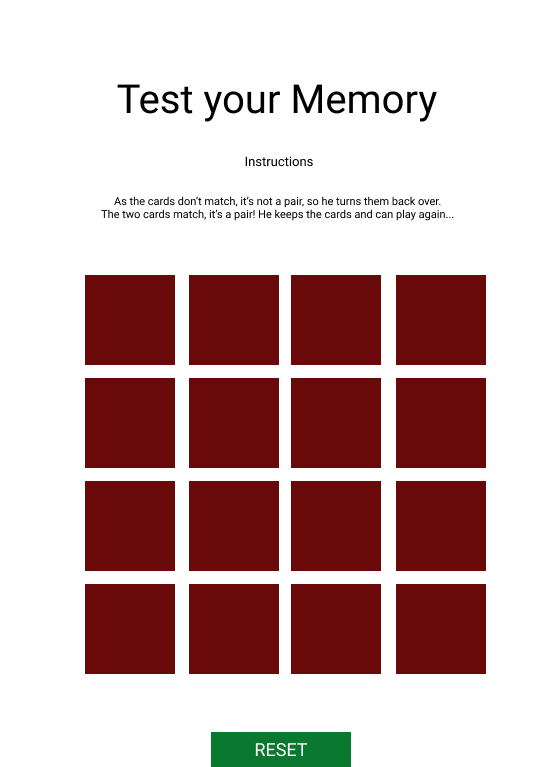 Test your Memory
Instructions
As the cards don’t match, it’s not a pair, so he turns them back over.
The two cards match, it’s a pair! He keeps the cards and can play again...
RESET